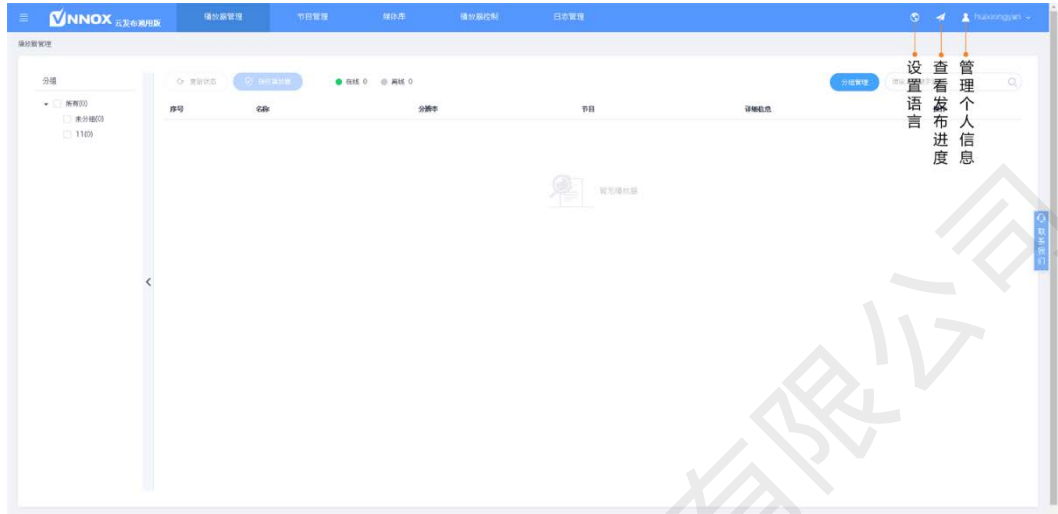 VNNOX 云发布通用版
播放器管理
节目管理
媒体库
播放器控制
日志管理
huixiongyan
播放器管理
分组
所有(0)
未分组(0)
11(0)
更新状态
在线 0
离线 0
分组管理
序号
名称
分辨率
节目
详细信息
暂无播放器
设置语言
查看发布进度
管理个人信息
联系我们
有限公司